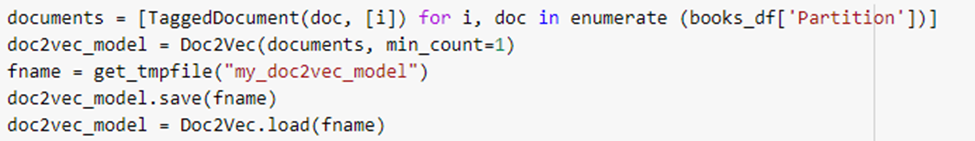 documents = [TaggedDocument(doc, [i]) for i, doc in enumerate (books_df['Partition'])]
doc2vec_model = Doc2Vec(documents, min_count=1)
fname = get_tmpfile("my_doc2vec_model")
doc2vec_model.save(fname)
doc2vec_model = Doc2Vec.load(fname)